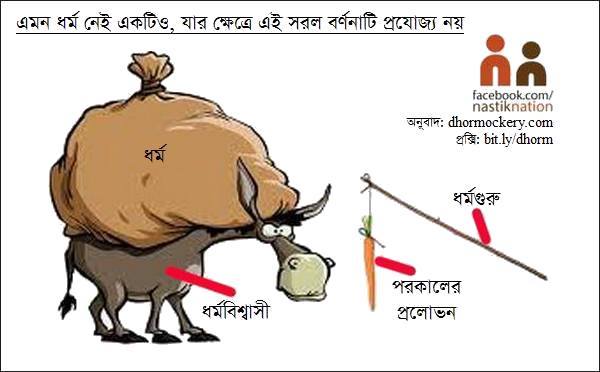 এমন ধর্ম নেই একটিও, যার ক্ষেত্রে এই সরল বর্ণনাটি প্রযোজ্য নয়
facebook.com/
nastiknation
অনুবাদ: dhormockery.com
প্রক্সি: bit.ly/dhorm
ধর্ম
ধর্মগুরু
পরকালের
প্রলোভন
ধর্মবিশ্বাসী